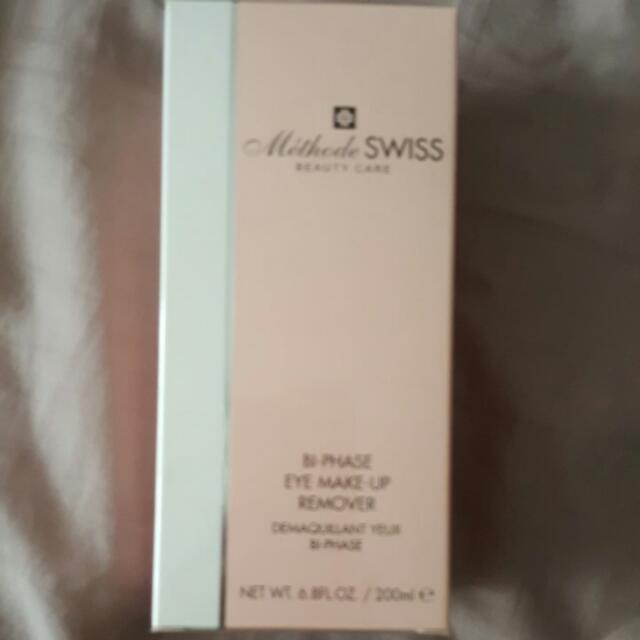 Méthode SWISS
BEAUTY CARE
BI-PHASE
EYE MAKE-UP
REMOVER
DEMAQUILLANT YEUX
BI-PHASE
NET WT. 6.8FL.OZ. / 200ml ℮